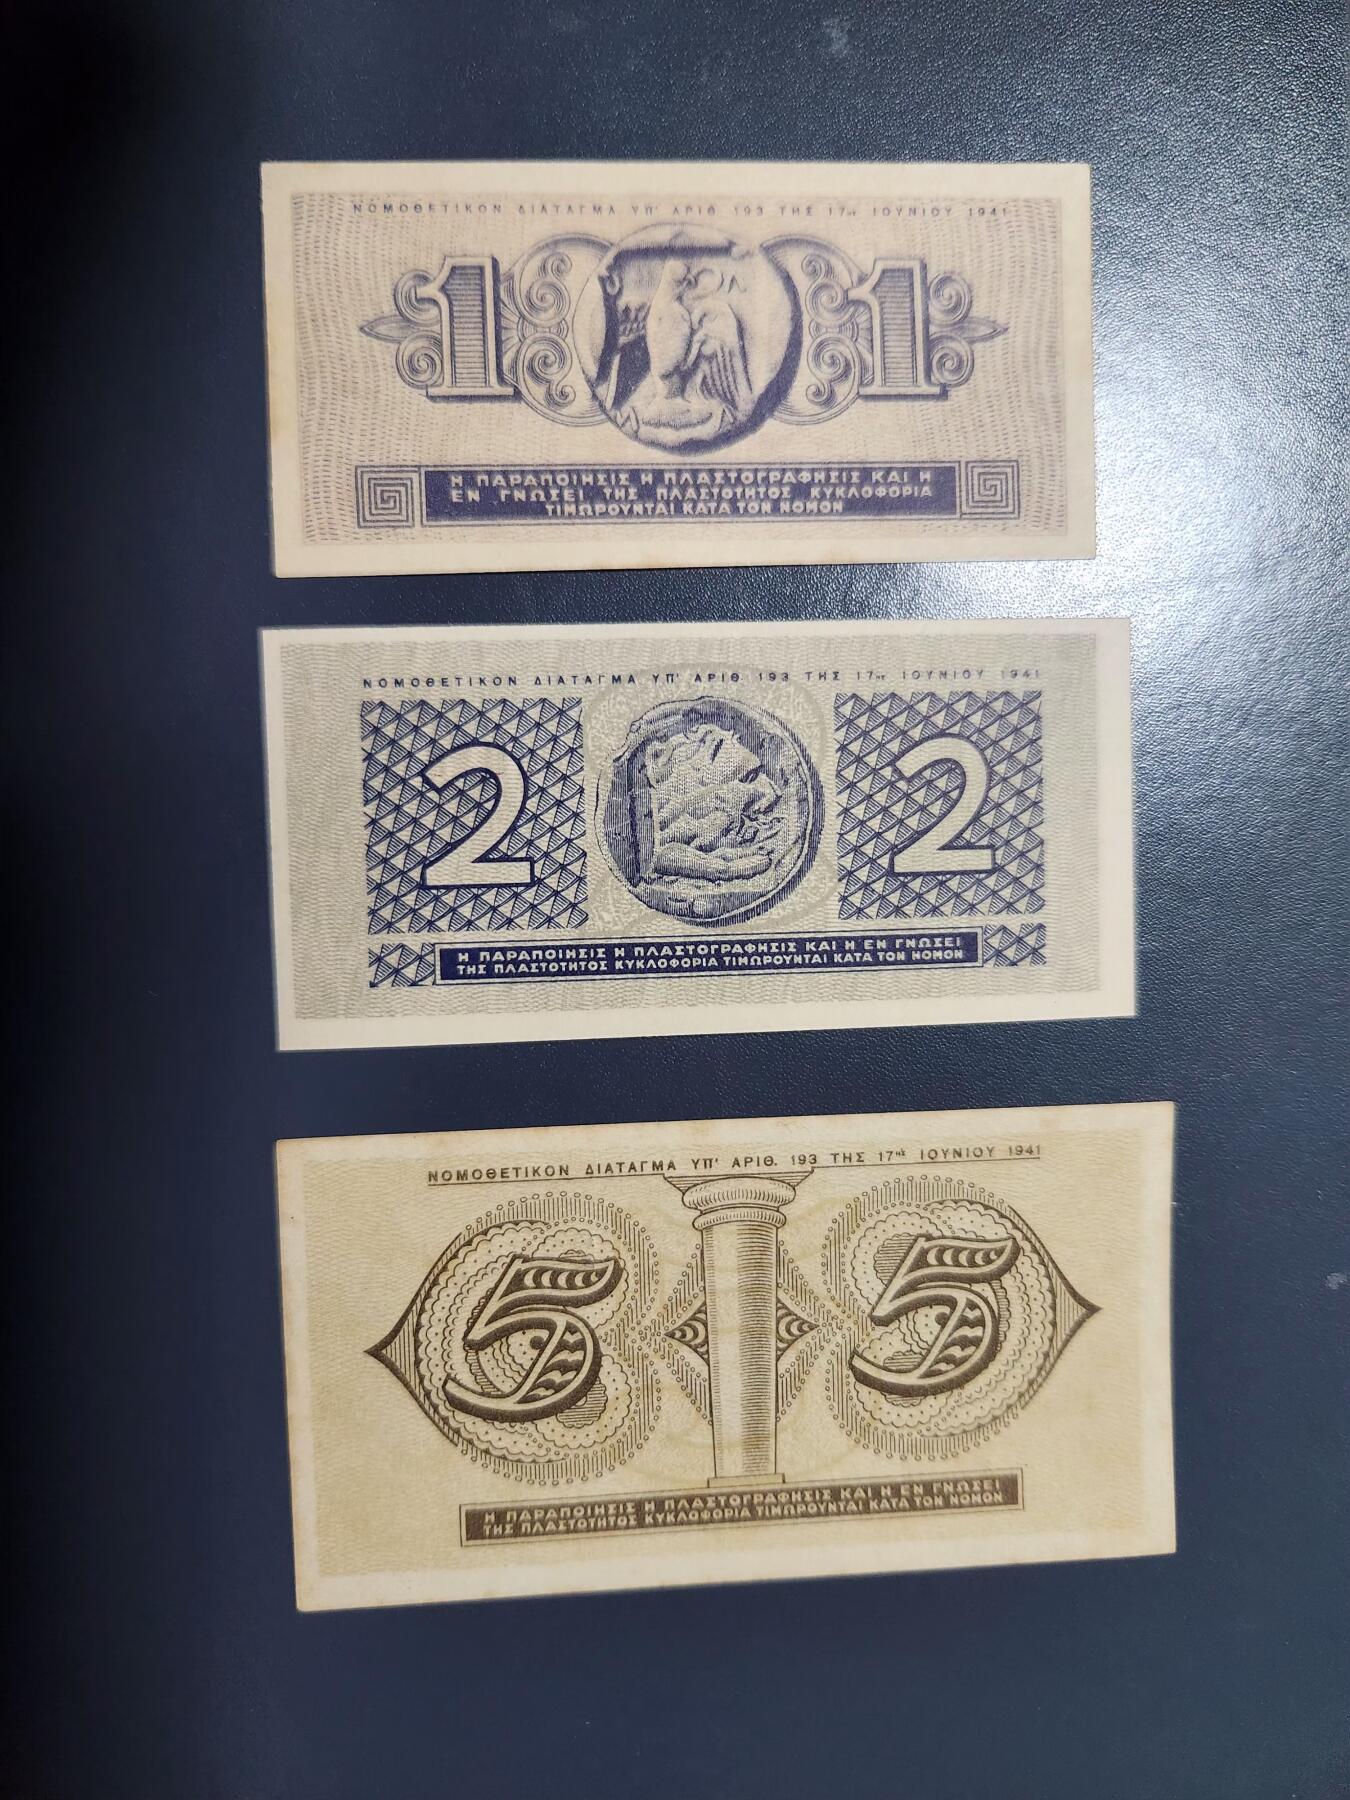 ΝΟΜΟΘΕΤΙΚΟΝ ΔΙΑΤΑΓΜΑ ΥΠ' ΑΡΙΘ 193 ΤΗΣ 17ης ΙΟΥΝΙΟΥ 1941
1 1
Η ΠΑΡΑΠΟΙΗΣΙΣ Η ΠΛΑΣΤΟΓΡΑΦΗΣΙΣ ΚΑΙ Η
ΕΝ ΓΝΩΣΕΙ ΤΗΣ ΠΛΑΣΤΟΤΗΤΟΣ ΚΥΚΛΟΦΟΡΙΑ
ΤΙΜΩΡΟΥΝΤΑΙ ΚΑΤΑ ΤΟΝ ΝΟΜΟΝ
ΝΟΜΟΘΕΤΙΚΟΝ ΔΙΑΤΑΓΜΑ ΥΠ' ΑΡΙΘ 193 ΤΗΣ 17ης ΙΟΥΝΙΟΥ 1941
2 2
Η ΠΑΡΑΠΟΙΗΣΙΣ Η ΠΛΑΣΤΟΓΡΑΦΗΣΙΣ ΚΑΙ Η ΕΝ ΓΝΩΣΕΙ
ΤΗΣ ΠΛΑΣΤΟΤΗΤΟΣ ΚΥΚΛΟΦΟΡΙΑ ΤΙΜΩΡΟΥΝΤΑΙ ΚΑΤΑ ΤΟΝ ΝΟΜΟΝ
ΝΟΜΟΘΕΤΙΚΟΝ ΔΙΑΤΑΓΜΑ ΥΠ' ΑΡΙΘ. 193 ΤΗΣ 17ης ΙΟΥΝΙΟΥ 1941
5 5
Η ΠΑΡΑΠΟΙΗΣΙΣ Η ΠΛΑΣΤΟΓΡΑΦΗΣΙΣ ΚΑΙ Η ΕΝ ΓΝΩΣΕΙ
ΤΗΣ ΠΛΑΣΤΟΤΗΤΟΣ ΚΥΚΛΟΦΟΡΙΑ ΤΙΜΩΡΟΥΝΤΑΙ ΚΑΤΑ ΤΟΝ ΝΟΜΟΝ